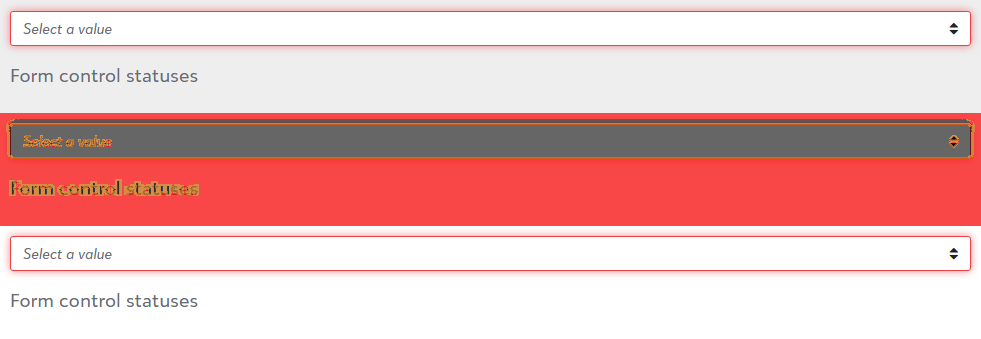 Select a value
Form control statuses
Select a value
Form control statuses
Select a value
Form control statuses